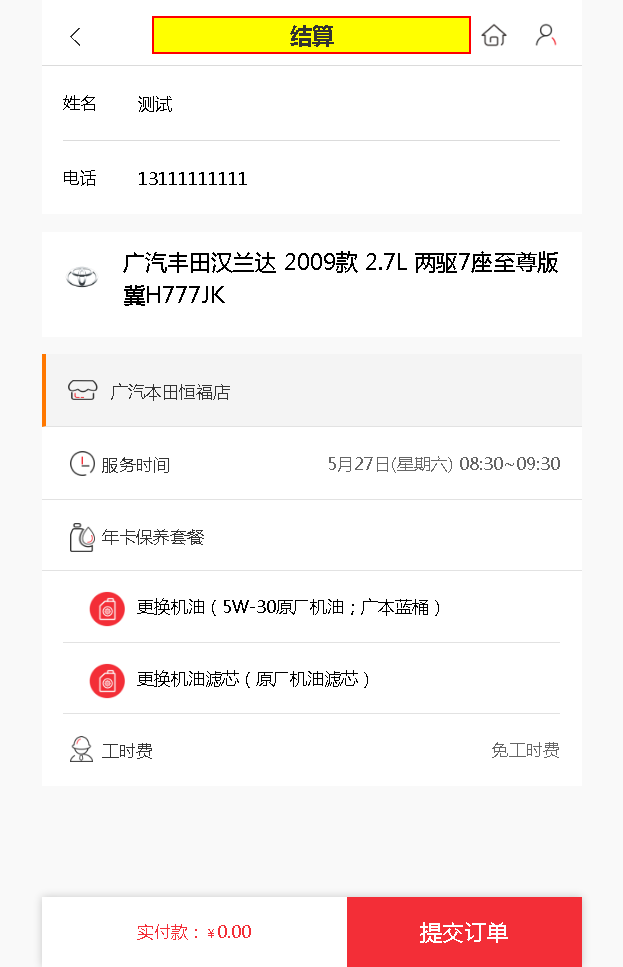 结算
姓名 测试
电话 13111111111
广汽丰田汉兰达 2009款 2.7L 两驱7座至尊版
冀H777JK
广汽本田恒福店
服务时间 5月27日(星期六) 08:30~09:30
年卡保养套餐
更换机油（5W-30原厂机油；广本蓝桶）
更换机油滤芯（原厂机油滤芯）
工时费 免工时费
实付款：¥0.00 提交订单